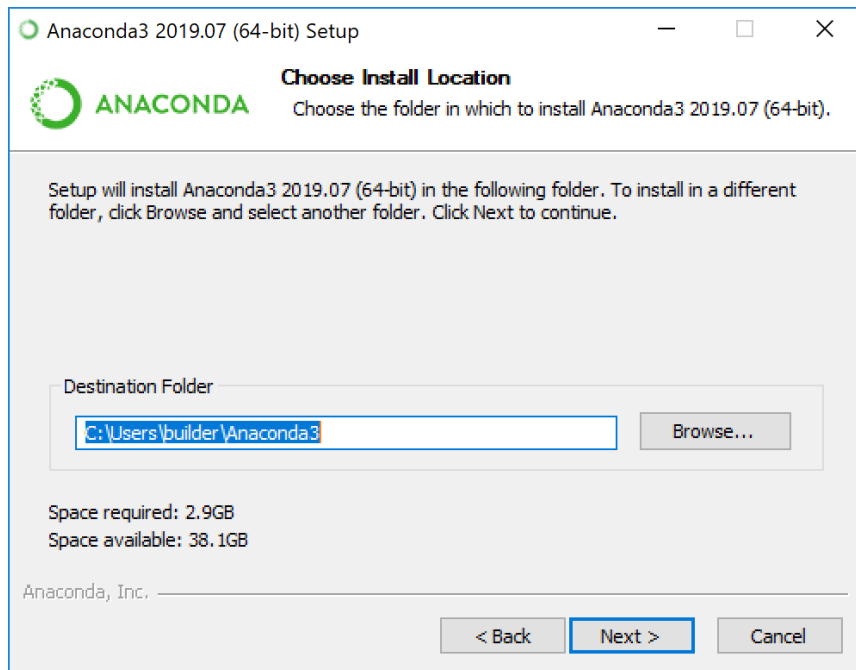 Anaconda3 2019.07 (64-bit) Setup
ANACONDA
Choose Install Location
Choose the folder in which to install Anaconda3 2019.07 (64-bit).
Setup will install Anaconda3 2019.07 (64-bit) in the following folder. To install in a different
folder, click Browse and select another folder. Click Next to continue.
Destination Folder
C:\Users\builder\Anaconda3
Browse...
Space required: 2.9GB
Space available: 38.1GB
Anaconda, Inc.
< Back
Next >
Cancel